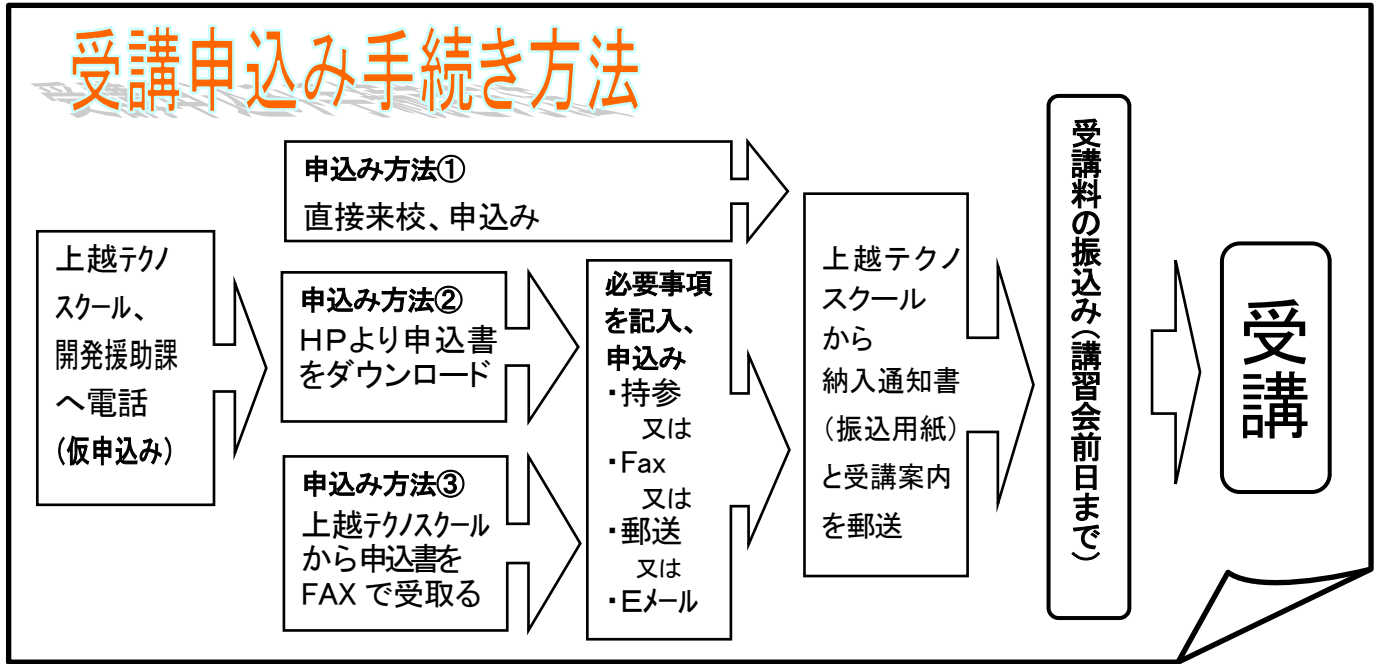 受講申込み手続き方法
上越テクノ
スクール、
開発援助課
へ電話
(仮申込み)
申込み方法①
直接来校、申込み
申込み方法②
HPより申込書
をダウンロード
申込み方法③
上越テクノスクール
から申込書を
FAXで受取る
必要事項
を記入、
申込み
・持参
又は
・Fax
又は
・郵送
又は
・Eメール
上越テクノ
スクール
から
納入通知書
(振込用紙)
と受講案内
を郵送
受講料の振込み(講習会前日まで)
受講